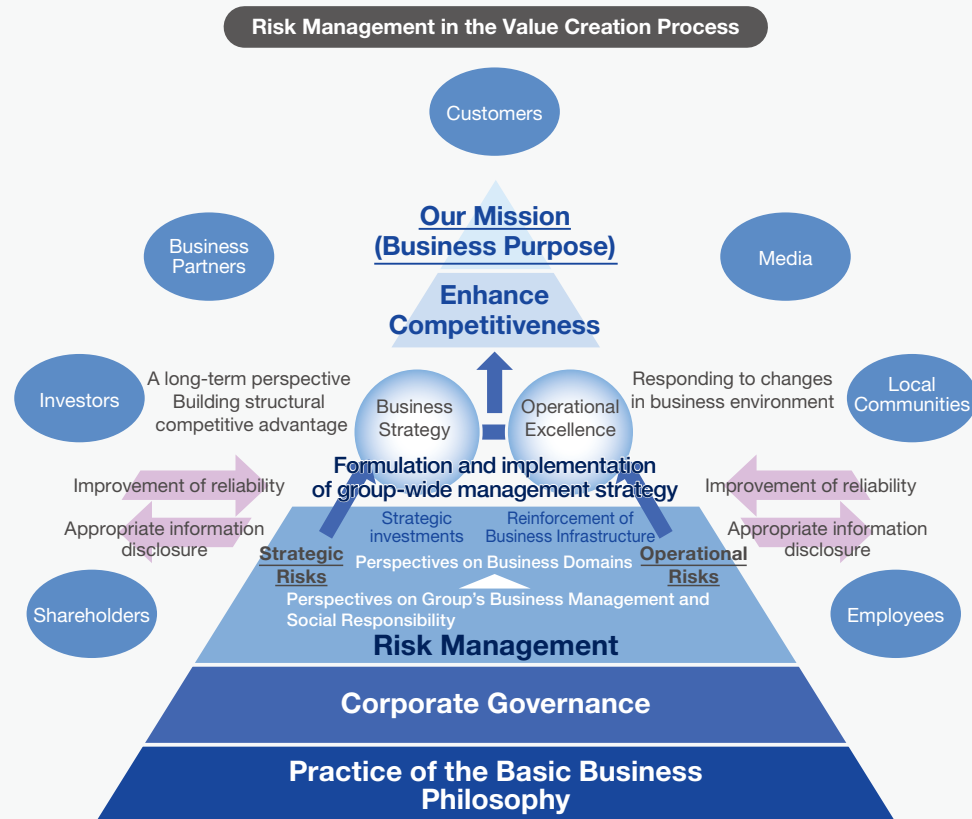 Risk Management in the Value Creation Process
Customers
Our Mission
(Business Purpose)
Business
Partners
Media
Enhance
Competitiveness
Investors
A long-term perspective
Building structural
competitive advantage
Business
Strategy
Operational
Excellence
Responding to changes
in business environment
Local
Communities
Formulation and implementation
of group-wide management strategy
Improvement of reliability
Improvement of reliability
Appropriate information
disclosure
Appropriate information
disclosure
Strategic
investments
Reinforcement of
Business Infrastructure
Strategic
Risks
Perspectives on Business Domains
Operational
Risks
Perspectives on Group's Business Management and
Social Responsibility
Shareholders
Employees
Risk Management
Corporate Governance
Practice of the Basic Business
Philosophy